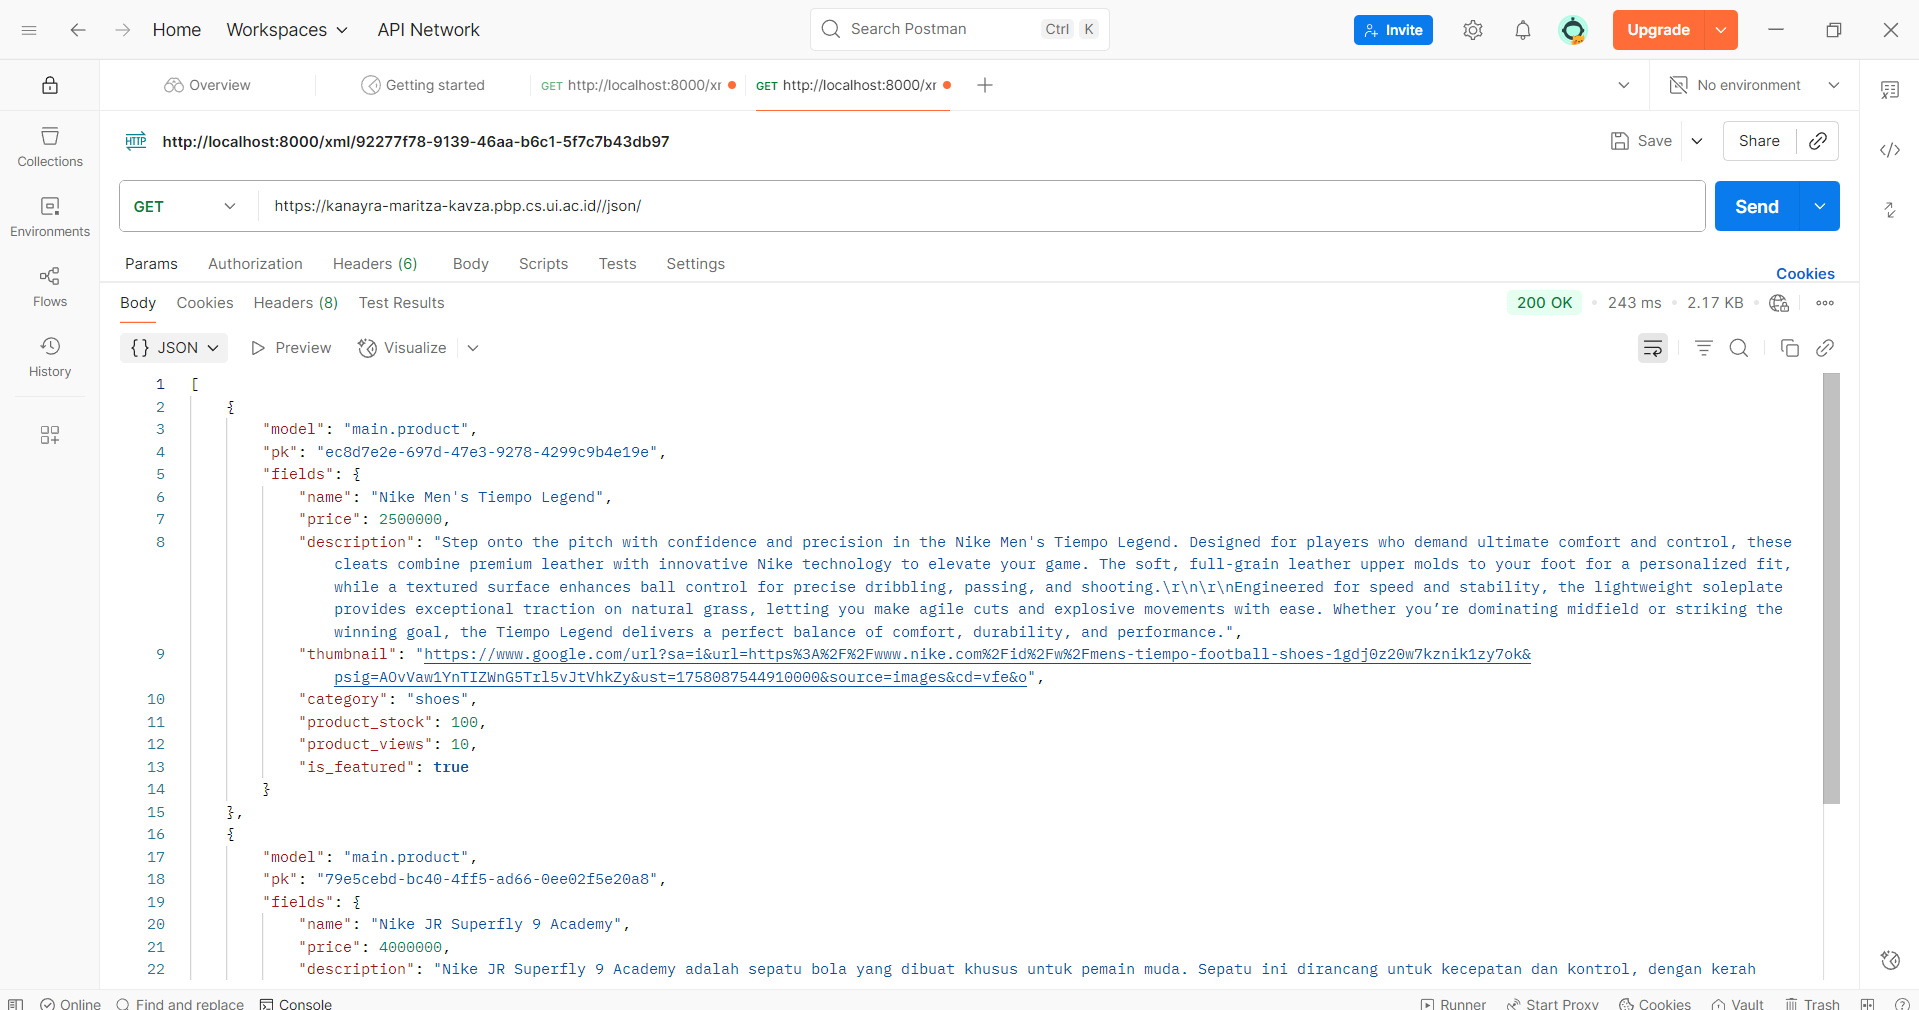 Home Workspaces API Network Search Postman Ctrl K Invite Upgrade
Overview Getting started GET http://localhost:8000/xr GET http://localhost:8000/xr No environment
HTTP http://localhost:8000/xml/92277f78-9139-46aa-b6c1-5f7c7b43db97 Save Share
Collections
GET https://kanayra-maritza-kavza.pbp.cs.ui.ac.id//json/ Send
Environments
Params Authorization Headers (6) Body Scripts Tests Settings Cookies
Flows
Body Cookies Headers (8) Test Results 200 OK 243 ms 2.17 KB
{} JSON Preview Visualize
History
1 [
2 {
3 "model": "main.product",
4 "pk": "ec8d7e2e-697d-47e3-9278-4299c9b4e19e",
5 "fields": {
6 "name": "Nike Men's Tiempo Legend",
7 "price": 2500000,
8 "description": "Step onto the pitch with confidence and precision in the Nike Men's Tiempo Legend. Designed for players who demand ultimate comfort and control, these
cleats combine premium leather with innovative Nike technology to elevate your game. The soft, full-grain leather upper molds to your foot for a personalized fit,
while a textured surface enhances ball control for precise dribbling, passing, and shooting.\r\n\r\nEngineered for speed and stability, the lightweight soleplate
provides exceptional traction on natural grass, letting you make agile cuts and explosive movements with ease. Whether you’re dominating midfield or striking the
winning goal, the Tiempo Legend delivers a perfect balance of comfort, durability, and performance.",
9 "thumbnail": "https://www.google.com/url?sa=i&url=https%3A%2F%2Fwww.nike.com%2Fid%2Fw%2Fmens-tiempo-football-shoes-1gdj0z20w7kznik1zy7ok&
psig=AOvVaw1YnTIZWnG5Trl5vJtVhkZy&ust=1758087544910000&source=images&cd=vfe&o",
10 "category": "shoes",
11 "product_stock": 100,
12 "product_views": 10,
13 "is_featured": true
14 }
15 },
16 {
17 "model": "main.product",
18 "pk": "79e5cebd-bc40-4ff5-ad66-0ee02f5e20a8",
19 "fields": {
20 "name": "Nike JR Superfly 9 Academy",
21 "price": 4000000,
22 "description": "Nike JR Superfly 9 Academy adalah sepatu bola yang dibuat khusus untuk pemain muda. Sepatu ini dirancang untuk kecepatan dan kontrol, dengan kerah
Online Find and replace Console Runner Start Proxy Cookies Vault Trash